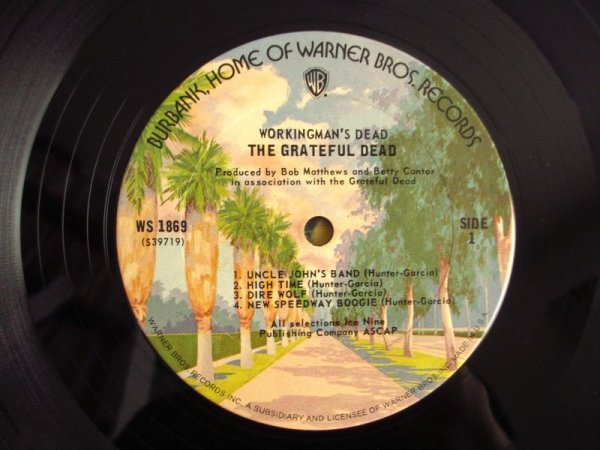 BURBANK, HOME OF WARNER BROS. RECORDS
WB
WORKINGMAN'S DEAD
THE GRATEFUL DEAD
Produced by Bob Matthews and Betty Cantor
in association with the Grateful Dead
WS 1869
(S39719)
SIDE
1
1. UNCLE JOHN'S BAND (Hunter-Garcia)
2. HIGH TIME (Hunter-Garcia)
3. DIRE WOLF (Hunter-Garcia)
4. NEW SPEEDWAY BOOGIE (Hunter-Garcia)
All selections Ice Nine
Publishing Company ASCAP
WARNER BROS. RECORDS INC., A SUBSIDIARY AND LICENSEE OF WARNER BROS. INC. MADE IN U.S.A.